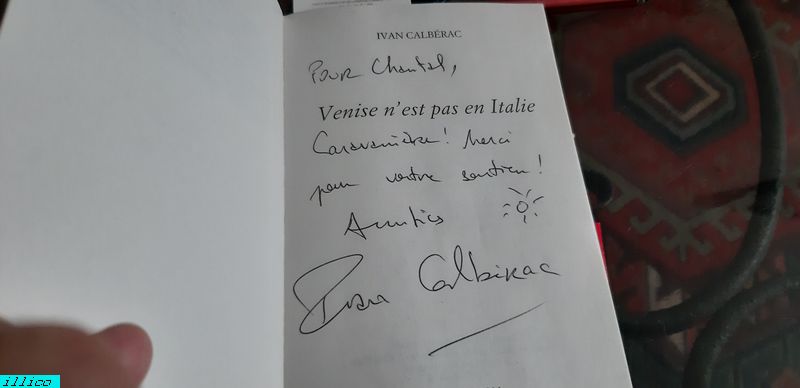 IVAN CALBÉRAC
Pour Chantal,
Venise n'est pas en Italie
Caravanière ! Merci
pour votre soutien !
Amitiés
Ivan Calbérac
illico